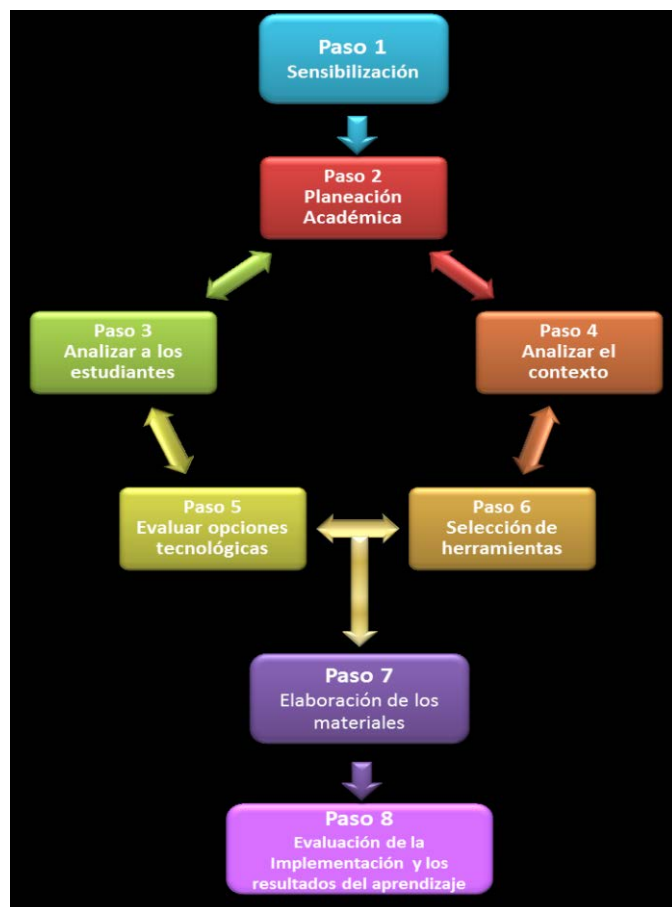 Paso 1
Sensibilización
Paso 2
Planeación
Académica
Paso 3
Analizar a los
estudiantes
Paso 4
Analizar el
contexto
Paso 5
Evaluar opciones
tecnológicas
Paso 6
Selección de
herramientas
Paso 7
Elaboración de los
materiales
Paso 8
Evaluación de la
Implementación y los
resultados del aprendizaje